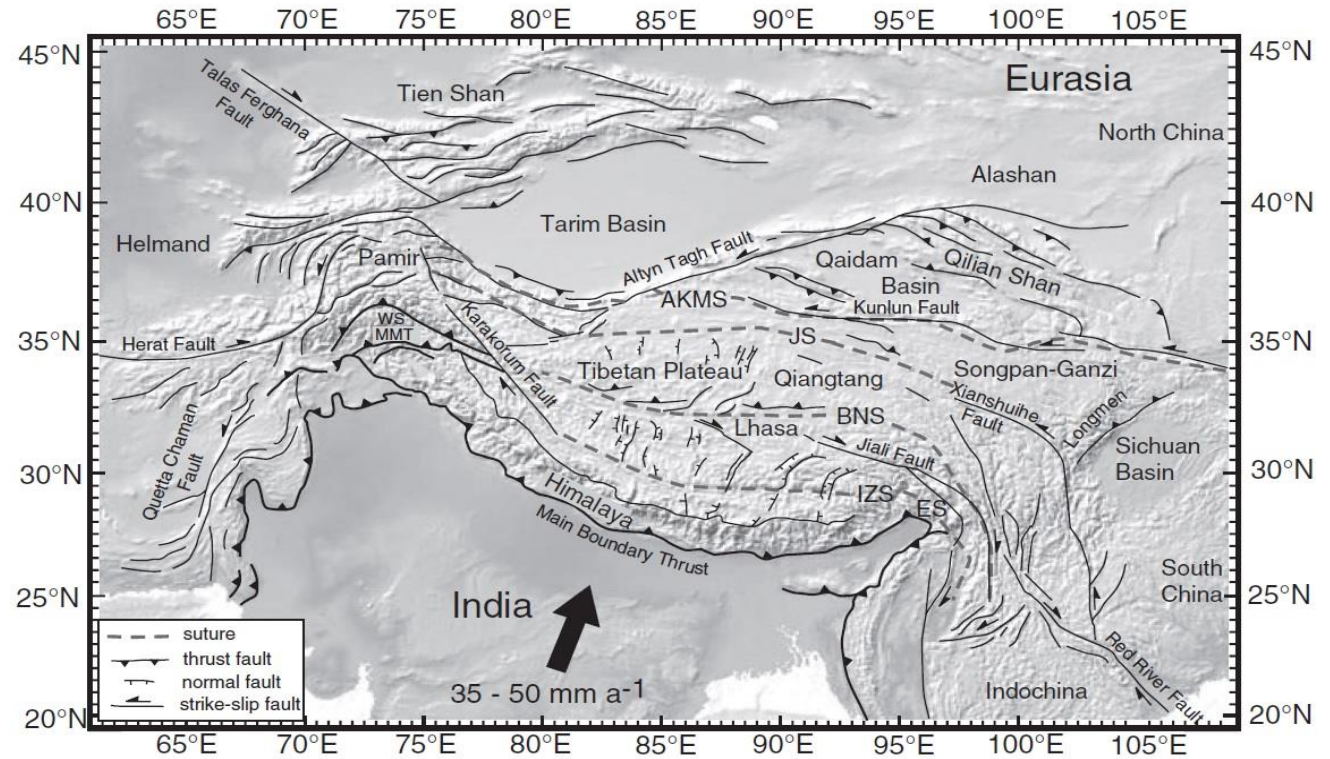 65°E 70°E 75°E 80°E 85°E 90°E 95°E 100°E 105°E
45°N 45°N
Talas Ferghana
Fault
Tien Shan
Eurasia
North China
Alashan
40°N 40°N
Helmand
Tarim Basin
Altyn Tagh Fault
Pamir
Qaidam
Basin
Qilian Shan
AKMS
Kunlun Fault
WS
MMT
Karakorum Fault
Herat Fault
35°N 35°N
JS
Tibetan Plateau
Qiangtang
Songpan-Ganzi
Xianshuihe
Fault
Longmen
BNS
Lhasa
Jiali Fault
Sichuan
Basin
Quetta Chaman
Fault
30°N 30°N
Himalaya
IZS
ES
Main Boundary Thrust
South
China
25°N 25°N
India
35 - 50 mm a-1
suture
thrust fault
normal fault
strike-slip fault
Indochina
Red River Fault
20°N 20°N
65°E 70°E 75°E 80°E 85°E 90°E 95°E 100°E 105°E